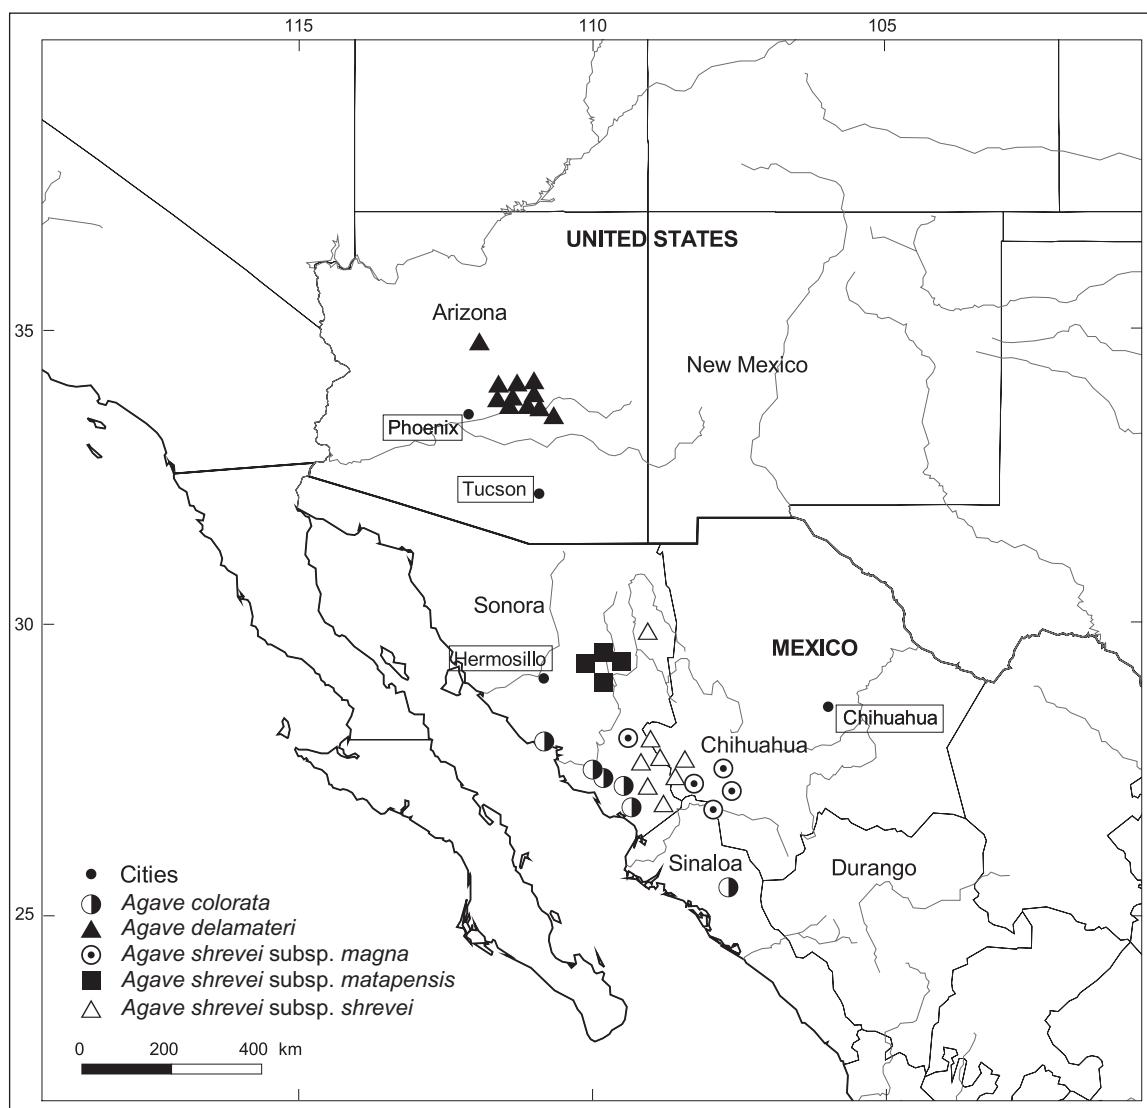 115 110 105
UNITED STATES
Arizona
35
New Mexico
Phoenix
Tucson
Sonora
30
MEXICO
Hermosillo
Chihuahua
Chihuahua
Sinaloa
Durango
Cities
Agave colorata
25
Agave delamateri
Agave shrevei subsp. magna
Agave shrevei subsp. matapensis
Agave shrevei subsp. shrevei
0 200 400 km